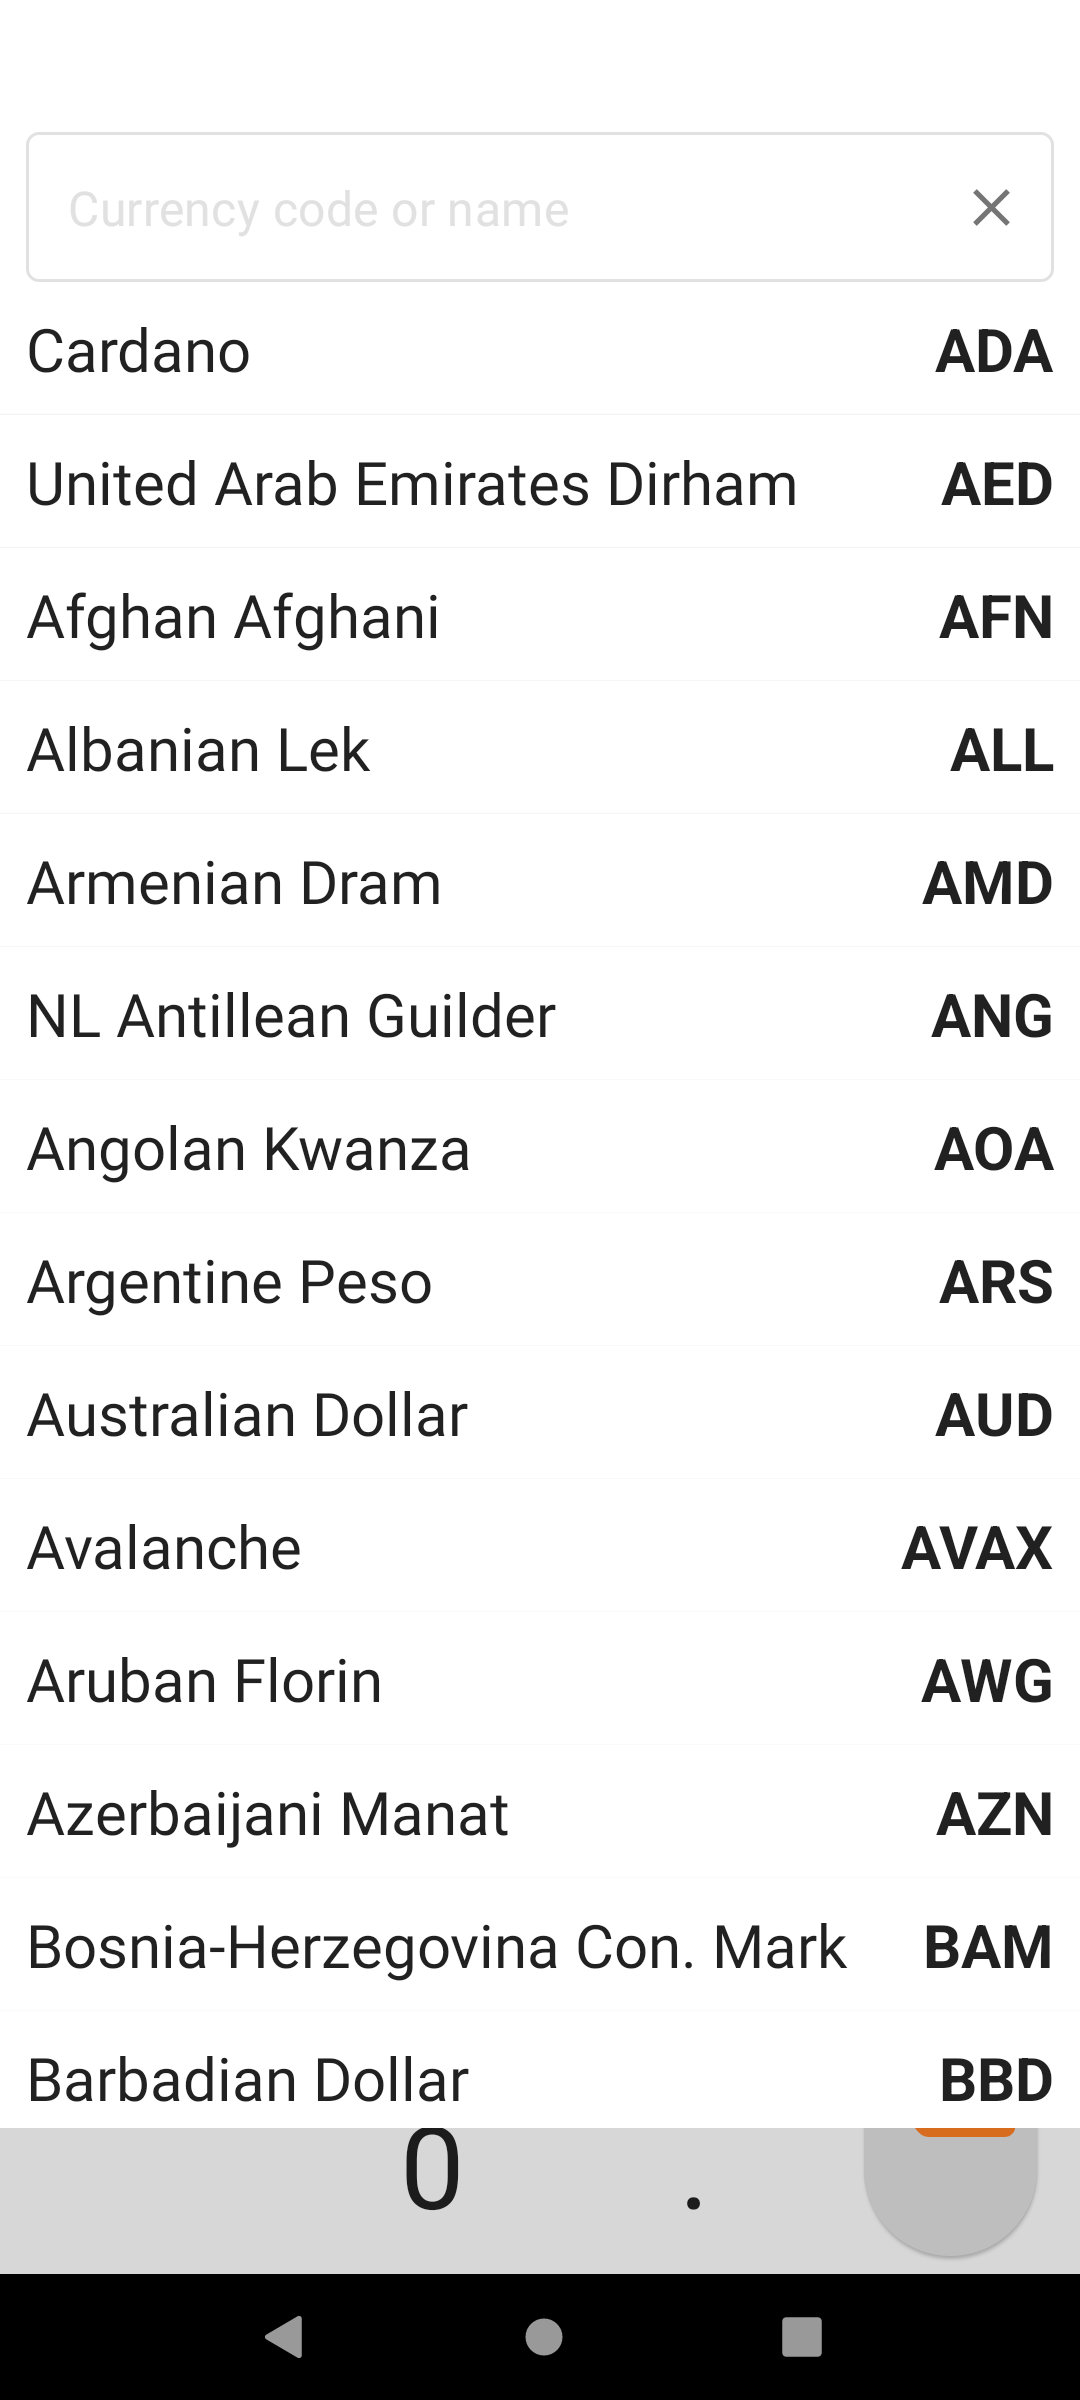 Currency code or name
Cardano ADA
United Arab Emirates Dirham AED
Afghan Afghani AFN
Albanian Lek ALL
Armenian Dram AMD
NL Antillean Guilder ANG
Angolan Kwanza AOA
Argentine Peso ARS
Australian Dollar AUD
Avalanche AVAX
Aruban Florin AWG
Azerbaijani Manat AZN
Bosnia-Herzegovina Con. Mark BAM
Barbadian Dollar BBD
0 .